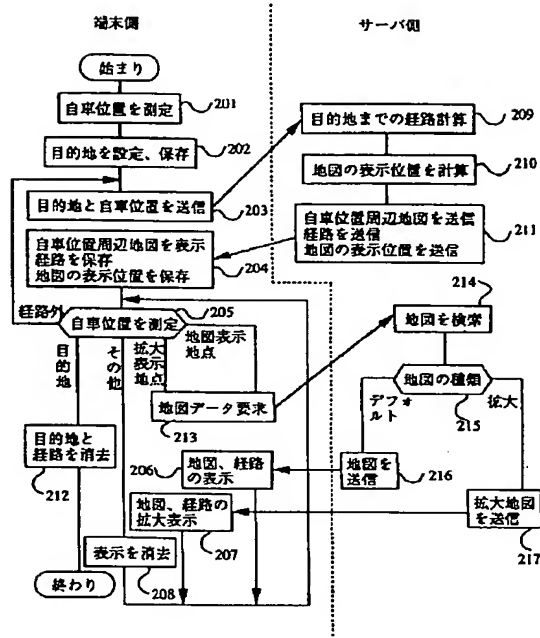 端末側
サーバ側
始まり
自車位置を測定
201
目的地を設定、保存
202
目的地と自車位置を送信
203
目的地までの経路計算
209
地図の表示位置を計算
210
自車位置周辺地図を送信
経路を送信
地図の表示位置を送信
211
自車位置周辺地図を表示
経路を保存
地図の表示位置を保存
204
経路外
自車位置を測定
205
目的地
その他
拡大
表示
地点
地図表示
地点
地図データ要求
213
214
地図を検索
地図の種類
215
デフォ
ルト
拡大
目的地と
経路を消去
212
206
地図、経路
の表示
地図を
送信
216
地図、経路の
拡大表示
207
拡大地図
を送信
217
表示を消去
208
終わり